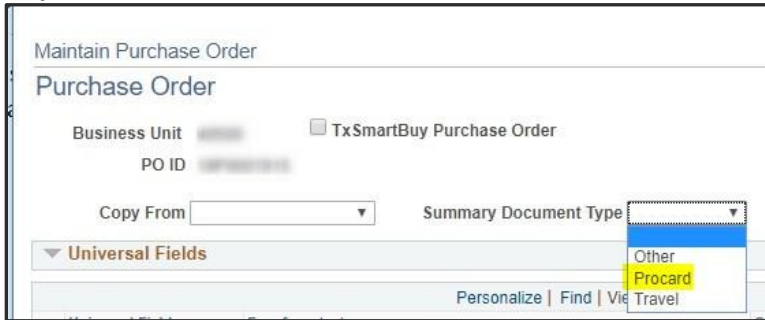 Maintain Purchase Order
Purchase Order
Business Unit TxSmartBuy Purchase Order
PO ID
Copy From Summary Document Type
Universal Fields
Other
Procard
Personalize | Find | Vie Travel